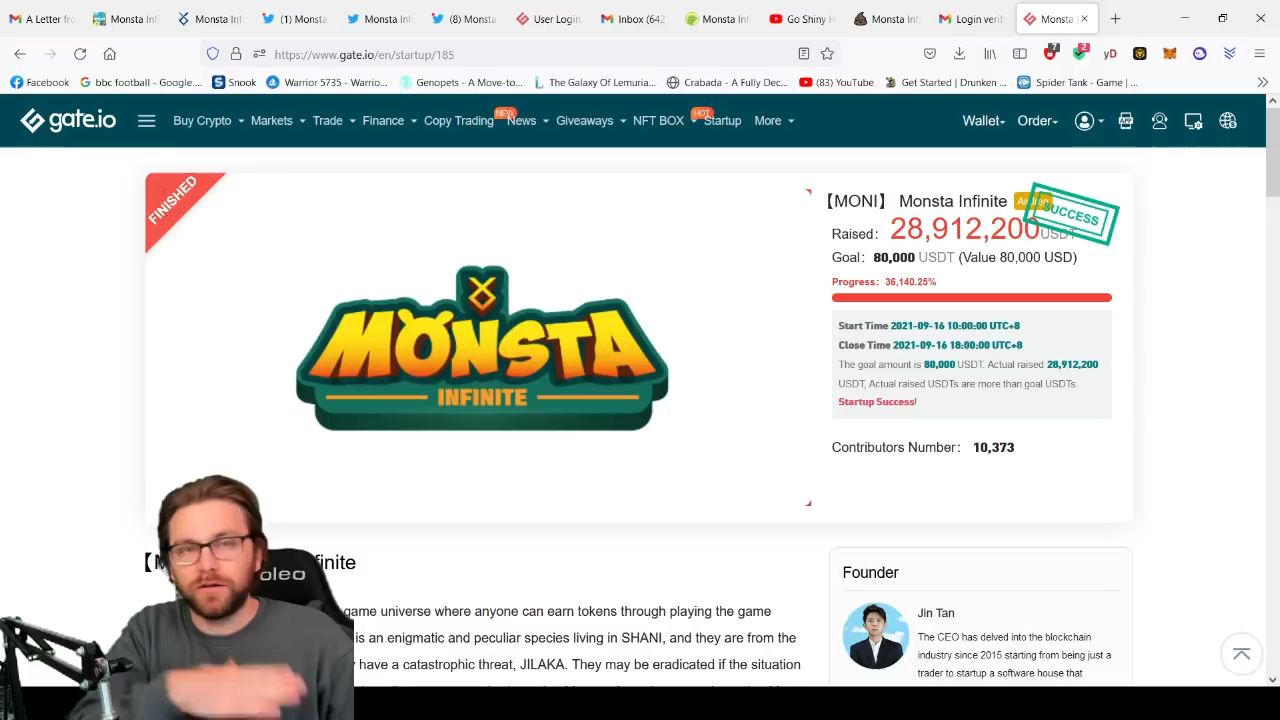 A Letter fro
Monsta Inf
Monsta Inf
(1) Monsta
Monsta Inf
(8) Monsta
User Login
Inbox (642
Monsta Inf
Go Shiny H
Monsta Inf
Login verif
Monsta
https://www.gate.io/en/startup/185
7
2
yD
Facebook
bbc football - Google ...
Snook
Warrior 5735 - Warrio...
Genopets - A Move-to...
The Galaxy Of Lemuria...
Crabada - A Fully Dec...
(83) YouTube
Get Started | Drunken ...
Spider Tank - Game | ...
gate.io
Buy Crypto
Markets
Trade
Finance
Copy Trading
NEW
News
Giveaways
NFT BOX
HOT
Startup
More
Wallet
Order
APP
FINISHED
MONSTA
INFINITE
【MONI】 Monsta Infinite
SUCCESS
Raised: 28,912,200 USDT
Goal: 80,000 USDT (Value 80,000 USD)
Progress: 36,140.25%
Start Time 2021-09-16 10:00:00 UTC+8
Close Time 2021-09-16 18:00:00 UTC+8
The goal amount is 80,000 USDT. Actual raised 28,912,200
USDT, Actual raised USDTs are more than goal USDTs.
Startup Success!
Contributors Number: 10,373
finite
game universe where anyone can earn tokens through playing the game
is an enigmatic and peculiar species living in SHANI, and they are from the
have a catastrophic threat, JILAKA. They may be eradicated if the situation
oleo
Founder
Jin Tan
The CEO has delved into the blockchain
industry since 2015 starting from being just a
trader to startup a software house that